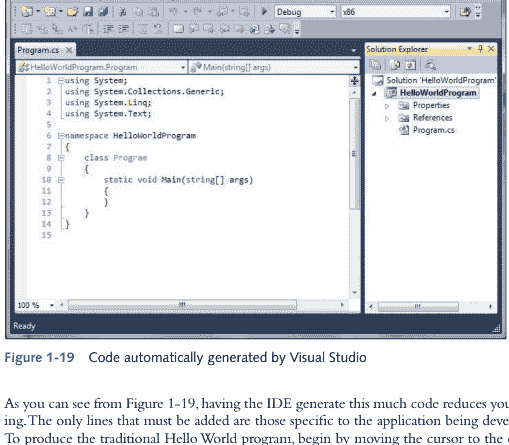 Debug
x86
Program.cs
Solution Explorer
HelloWorldProgram.Program
Main(string[] args)
Solution 'HelloWorldProgram'
HelloWorldProgram
Properties
References
Program.cs
1 using System;
2 using System.Collections.Generic;
3 using System.Linq;
4 using System.Text;
5
6 namespace HelloWorldProgram
7 {
8 class Program
9 {
10 static void Main(string[] args)
11 {
12 }
13 }
14 }
15
100 %
Ready
Figure 1-19 Code automatically generated by Visual Studio
As you can see from Figure 1-19, having the IDE generate this much code reduces you
ing. The only lines that must be added are those specific to the application being deve
To produce the traditional Hello World program, begin by moving the cursor to the